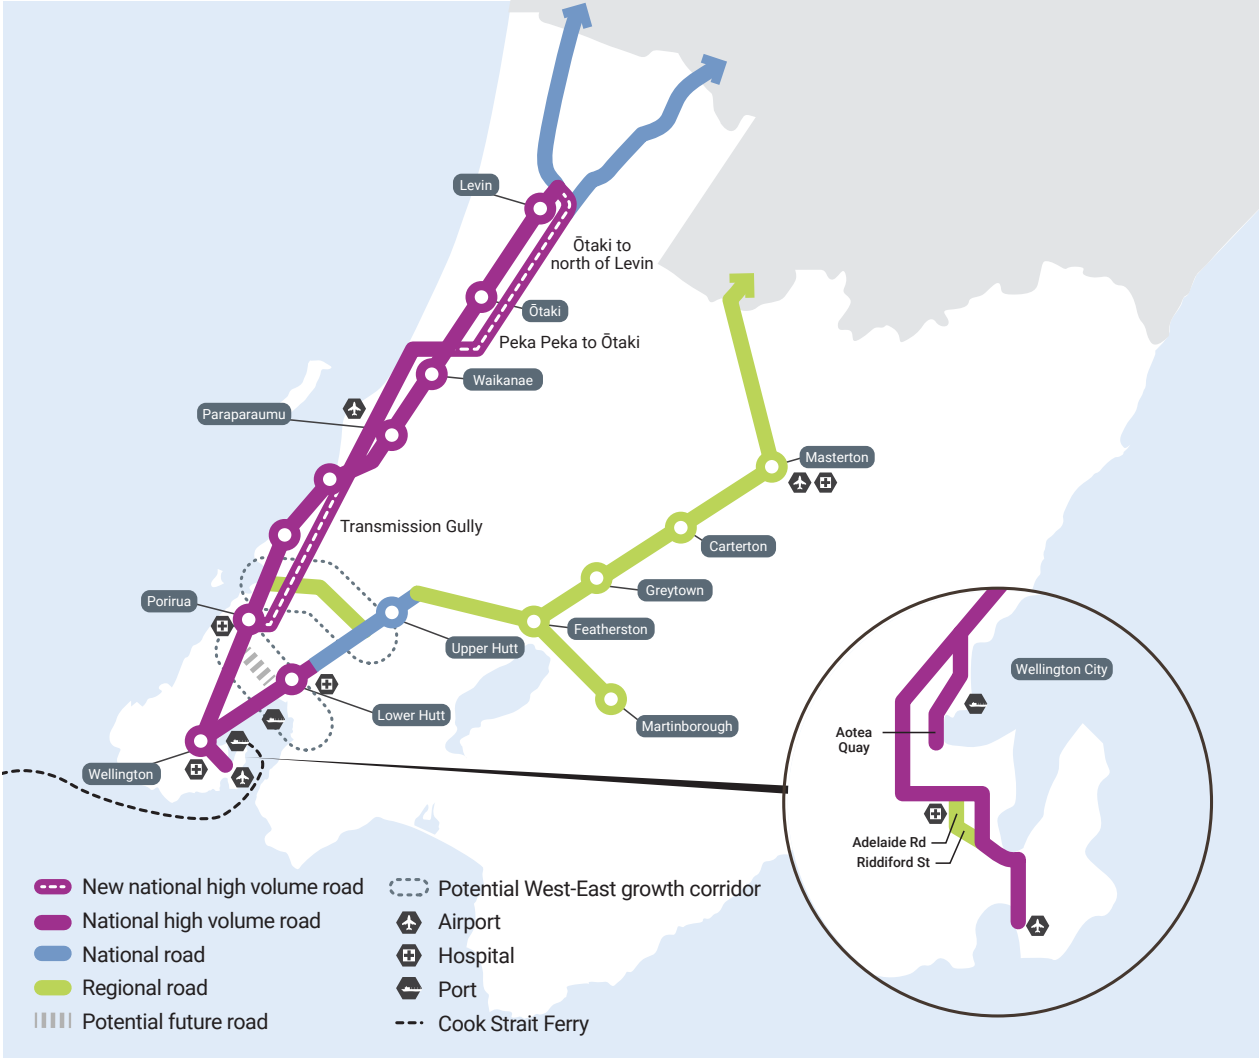 Levin
Ōtaki to
north of Levin
Ōtaki
Peka Peka to Ōtaki
Waikanae
Paraparaumu
Masterton
Transmission Gully
Carterton
Greytown
Porirua
Featherston
Upper Hutt
Wellington City
Lower Hutt
Martinborough
Aotea
Quay
Wellington
Adelaide Rd
Riddiford St
New national high volume road
National high volume road
National road
Regional road
Potential future road
Potential West-East growth corridor
Airport
Hospital
Port
Cook Strait Ferry